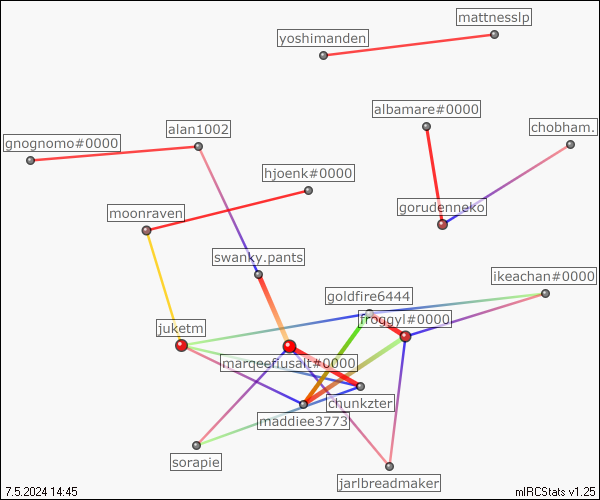 mattnesslp
yoshimanden
albamare#0000
alan1002
chobham.
gnognomo#0000
hjoenk#0000
moonraven
gorudenneko
swanky.pants
ikeachan#0000
goldfire6444
froggyl#0000
juketm
marqeefiusalt#0000
chunkzter
maddiee3773
sorapie
jarlbreadmaker
7.5.2024 14:45
mIRCStats v1.25